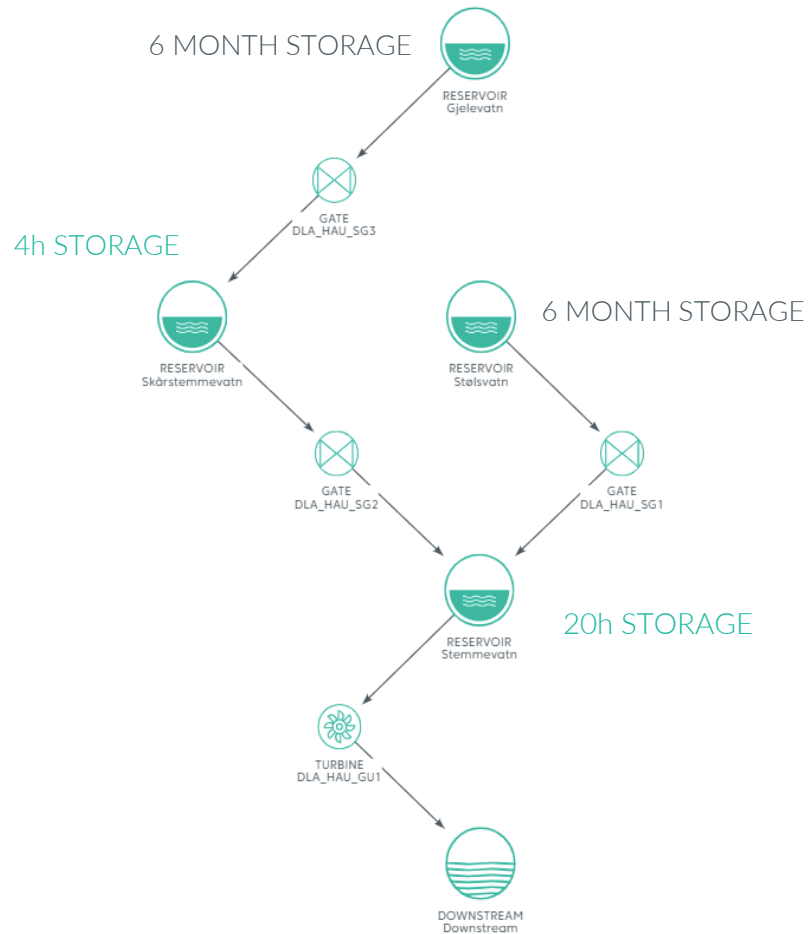 6 MONTH STORAGE
RESERVOIR
Gjelevatn
GATE
DLA_HAU_SG3
4h STORAGE
6 MONTH STORAGE
RESERVOIR
Skårstemmevatn
RESERVOIR
Stølsvatn
GATE
DLA_HAU_SG2
GATE
DLA_HAU_SG1
20h STORAGE
RESERVOIR
Stemmevatn
TURBINE
DLA_HAU_GU1
DOWNSTREAM
Downstream